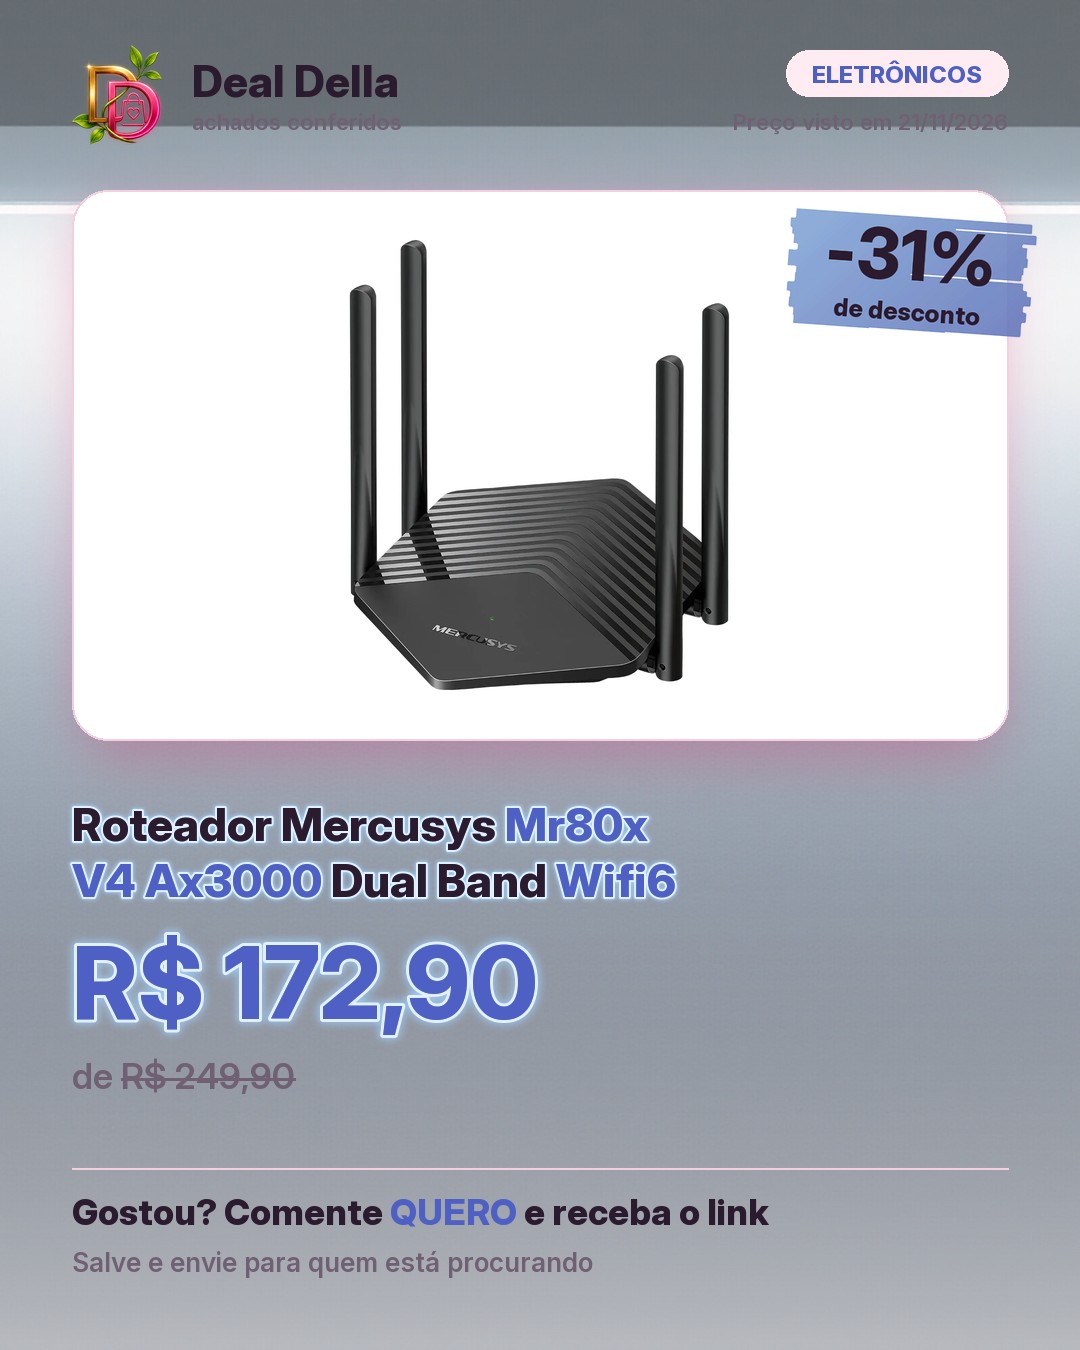 Deal Della
achados conferidos
ELETRÔNICOS
Preço visto em 21/11/2026
-31%
de desconto
MERCUSYS
Roteador Mercusys Mr80x
V4 Ax3000 Dual Band Wifi6
R$ 172,90
de R$ 249,90
Gostou? Comente QUERO e receba o link
Salve e envie para quem está procurando